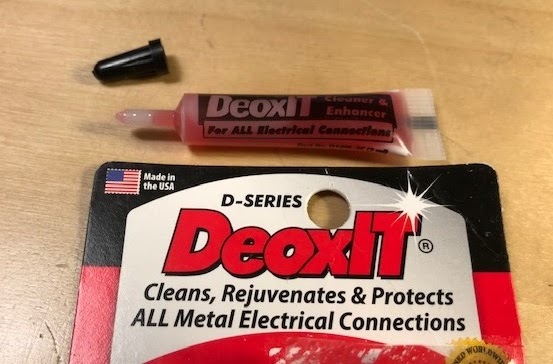 DeoxIT Cleaner &
Enhancer
For ALL Electrical Connections
Made in
the USA
D-SERIES
DeoxIT®
Cleans, Rejuvenates & Protects
ALL Metal Electrical Connections
WORLDWIDE